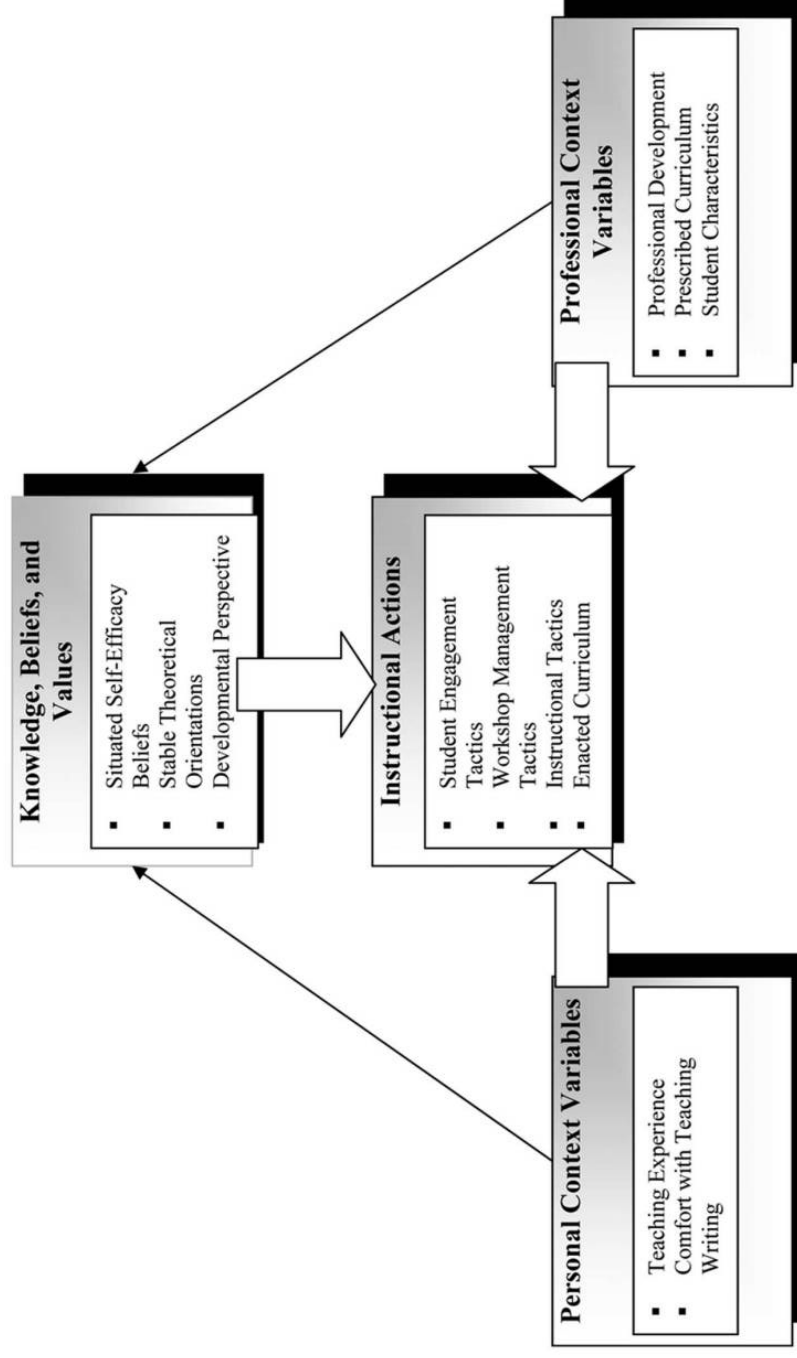 Knowledge, Beliefs, and
Values
▪ Situated Self-Efficacy
Beliefs
▪ Stable Theoretical
Orientations
▪ Developmental Perspective
Instructional Actions
▪ Student Engagement
Tactics
▪ Workshop Management
Tactics
▪ Instructional Tactics
▪ Enacted Curriculum
Personal Context Variables
▪ Teaching Experience
▪ Comfort with Teaching
Writing
Professional Context
Variables
▪ Professional Development
▪ Prescribed Curriculum
▪ Student Characteristics